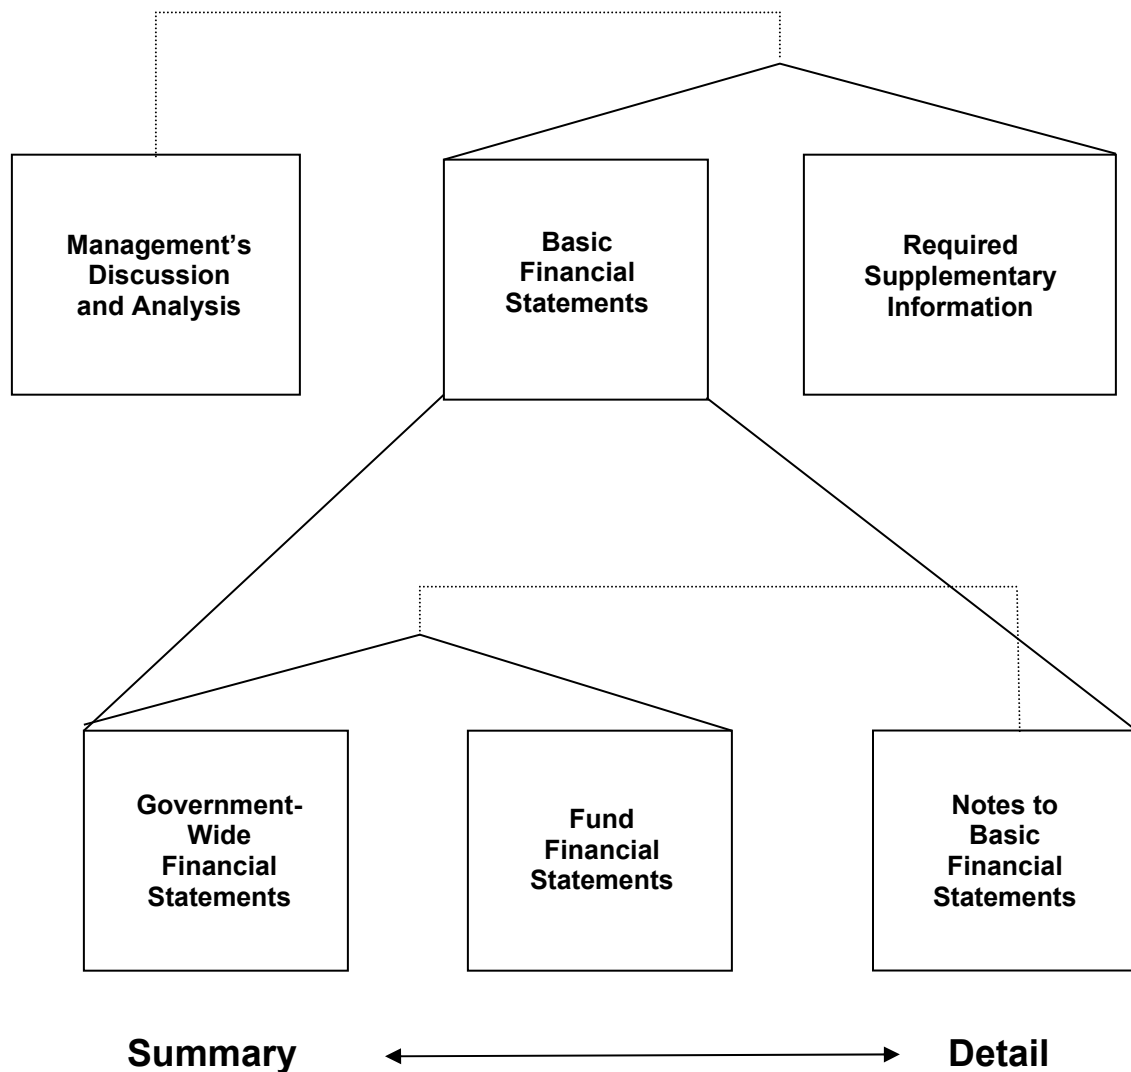 Management’s
Discussion
and Analysis
Basic
Financial
Statements
Required
Supplementary
Information
Government-
Wide
Financial
Statements
Fund
Financial
Statements
Notes to
Basic
Financial
Statements
Summary
Detail